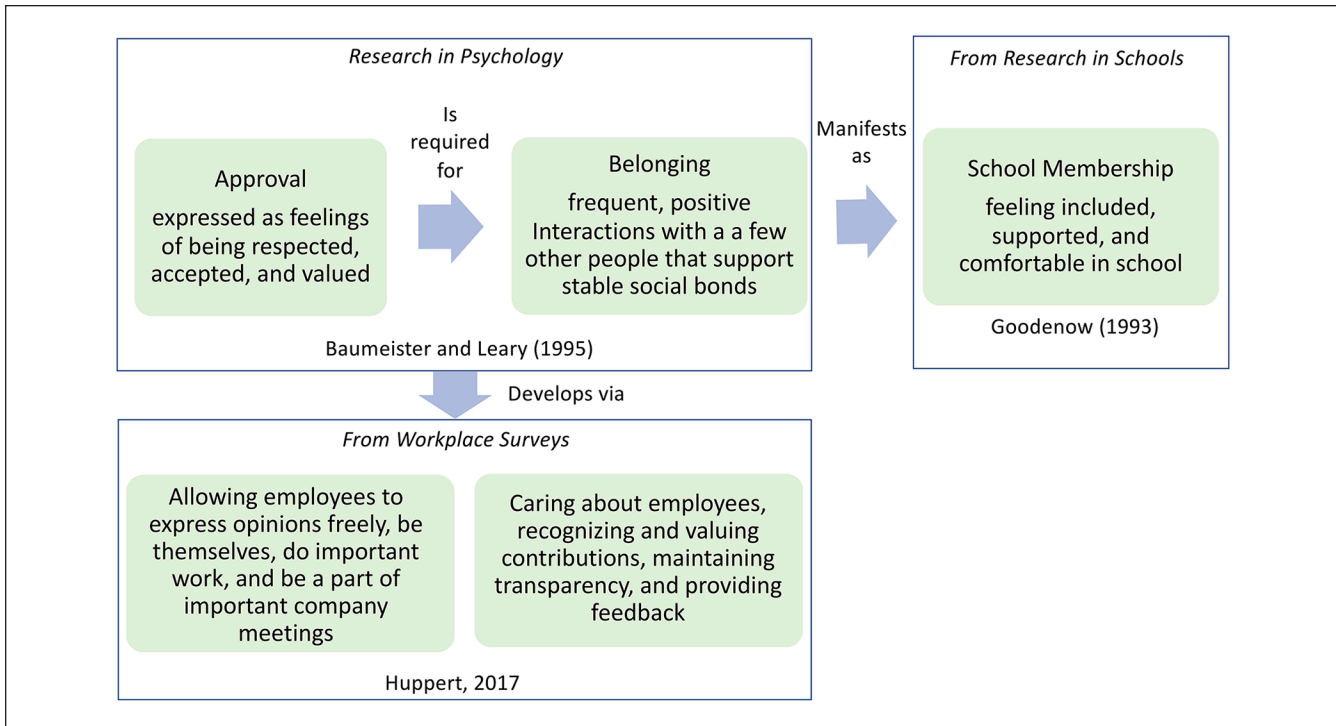 Research in Psychology
Approval
expressed as feelings
of being respected,
accepted, and valued
Is
required
for
Belonging
frequent, positive
Interactions with a a few
other people that support
stable social bonds
Baumeister and Leary (1995)
Manifests
as
From Research in Schools
School Membership
feeling included,
supported, and
comfortable in school
Goodenow (1993)
Develops via
From Workplace Surveys
Allowing employees to
express opinions freely, be
themselves, do important
work, and be a part of
important company
meetings
Caring about employees,
recognizing and valuing
contributions, maintaining
transparency, and providing
feedback
Huppert, 2017